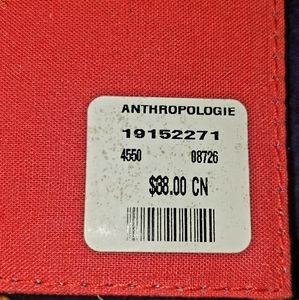 ANTHROPOLOGIE
19152271
4550 08726
$88.00 CN